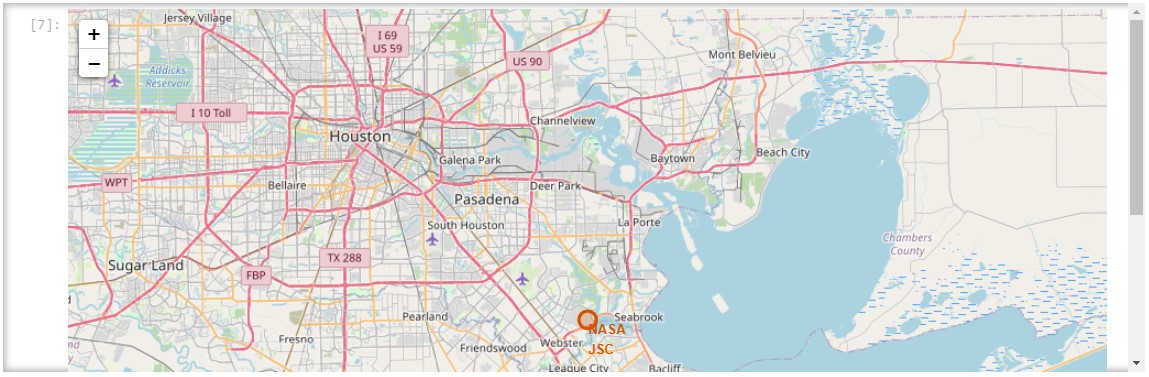 [7]:
+
−
Jersey Village
I 69
US 59
US 90
Mont Belvieu
Addicks
Reservoir
I 10 Toll
Channelview
Houston
Galena Park
Baytown
Beach City
WPT
Bellaire
Deer Park
Pasadena
South Houston
La Porte
Chambers
County
Sugar Land
FBP
TX 288
Pearland
Seabrook
NASA
JSC
Fresno
Friendswood
Webster
League City
Bacliff